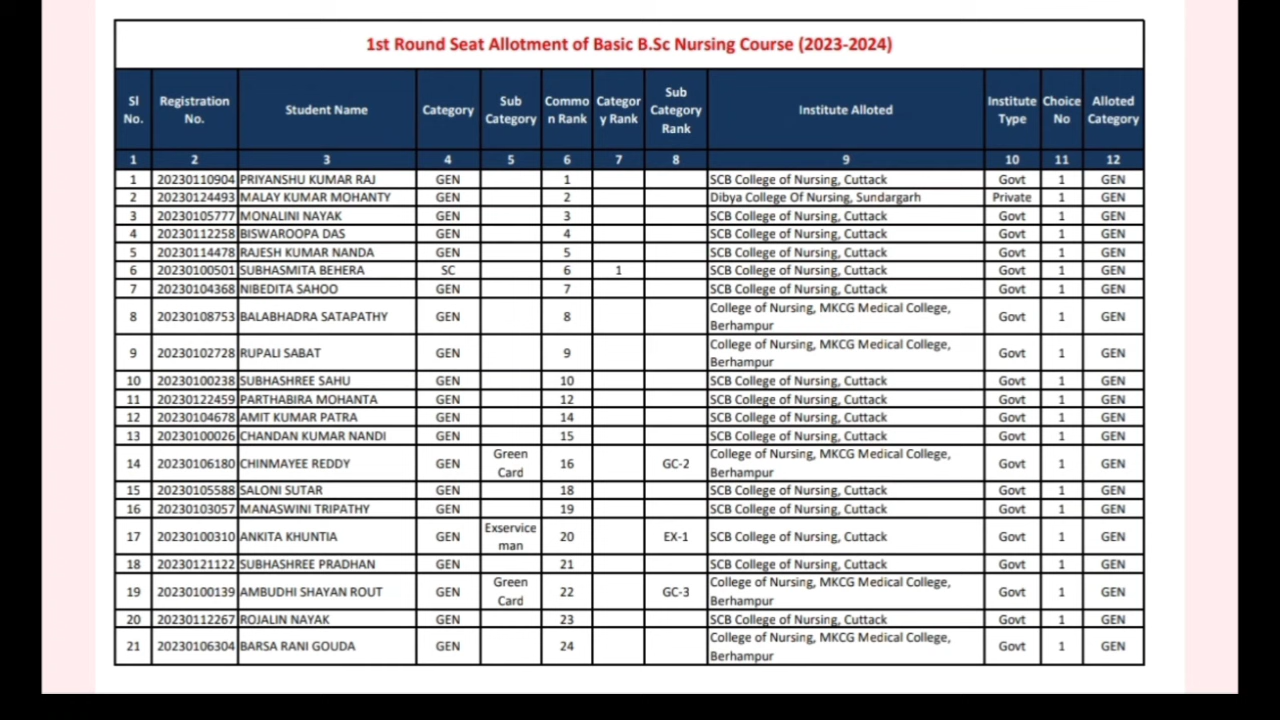 1st Round Seat Allotment of Basic B.Sc Nursing Course (2023-2024)
Sl No. Registration No. Student Name Category Sub Category Commo n Rank Categor y Rank Sub Category Rank Institute Alloted Institute Type Choice No Alloted Category
1 2 3 4 5 6 7 8 9 10 11 12
1 20230110904 PRIYANSHU KUMAR RAJ GEN 1 SCB College of Nursing, Cuttack Govt 1 GEN
2 20230124493 MALAY KUMAR MOHANTY GEN 2 Dibya College Of Nursing, Sundargarh Private 1 GEN
3 20230105777 MONALINI NAYAK GEN 3 SCB College of Nursing, Cuttack Govt 1 GEN
4 20230112258 BISWAROOPA DAS GEN 4 SCB College of Nursing, Cuttack Govt 1 GEN
5 20230114478 RAJESH KUMAR NANDA GEN 5 SCB College of Nursing, Cuttack Govt 1 GEN
6 20230100501 SUBHASMITA BEHERA SC 6 1 SCB College of Nursing, Cuttack Govt 1 GEN
7 20230104368 NIBEDITA SAHOO GEN 7 SCB College of Nursing, Cuttack Govt 1 GEN
8 20230108753 BALABHADRA SATAPATHY GEN 8 College of Nursing, MKCG Medical College, Berhampur Govt 1 GEN
9 20230102728 RUPALI SABAT GEN 9 College of Nursing, MKCG Medical College, Berhampur Govt 1 GEN
10 20230100238 SUBHASHREE SAHU GEN 10 SCB College of Nursing, Cuttack Govt 1 GEN
11 20230122459 PARTHABIRA MOHANTA GEN 12 SCB College of Nursing, Cuttack Govt 1 GEN
12 20230104678 AMIT KUMAR PATRA GEN 14 SCB College of Nursing, Cuttack Govt 1 GEN
13 20230100026 CHANDAN KUMAR NANDI GEN 15 SCB College of Nursing, Cuttack Govt 1 GEN
14 20230106180 CHINMAYEE REDDY GEN Green Card 16 GC-2 College of Nursing, MKCG Medical College, Berhampur Govt 1 GEN
15 20230105588 SALONI SUTAR GEN 18 SCB College of Nursing, Cuttack Govt 1 GEN
16 20230103057 MANASWINI TRIPATHY GEN 19 SCB College of Nursing, Cuttack Govt 1 GEN
17 20230100310 ANKITA KHUNTIA GEN Exservice man 20 EX-1 SCB College of Nursing, Cuttack Govt 1 GEN
18 20230121122 SUBHASHREE PRADHAN GEN 21 SCB College of Nursing, Cuttack Govt 1 GEN
19 20230100139 AMBUDHI SHAYAN ROUT GEN Green Card 22 GC-3 College of Nursing, MKCG Medical College, Berhampur Govt 1 GEN
20 20230112267 ROJALIN NAYAK GEN 23 SCB College of Nursing, Cuttack Govt 1 GEN
21 20230106304 BARSA RANI GOUDA GEN 24 College of Nursing, MKCG Medical College, Berhampur Govt 1 GEN